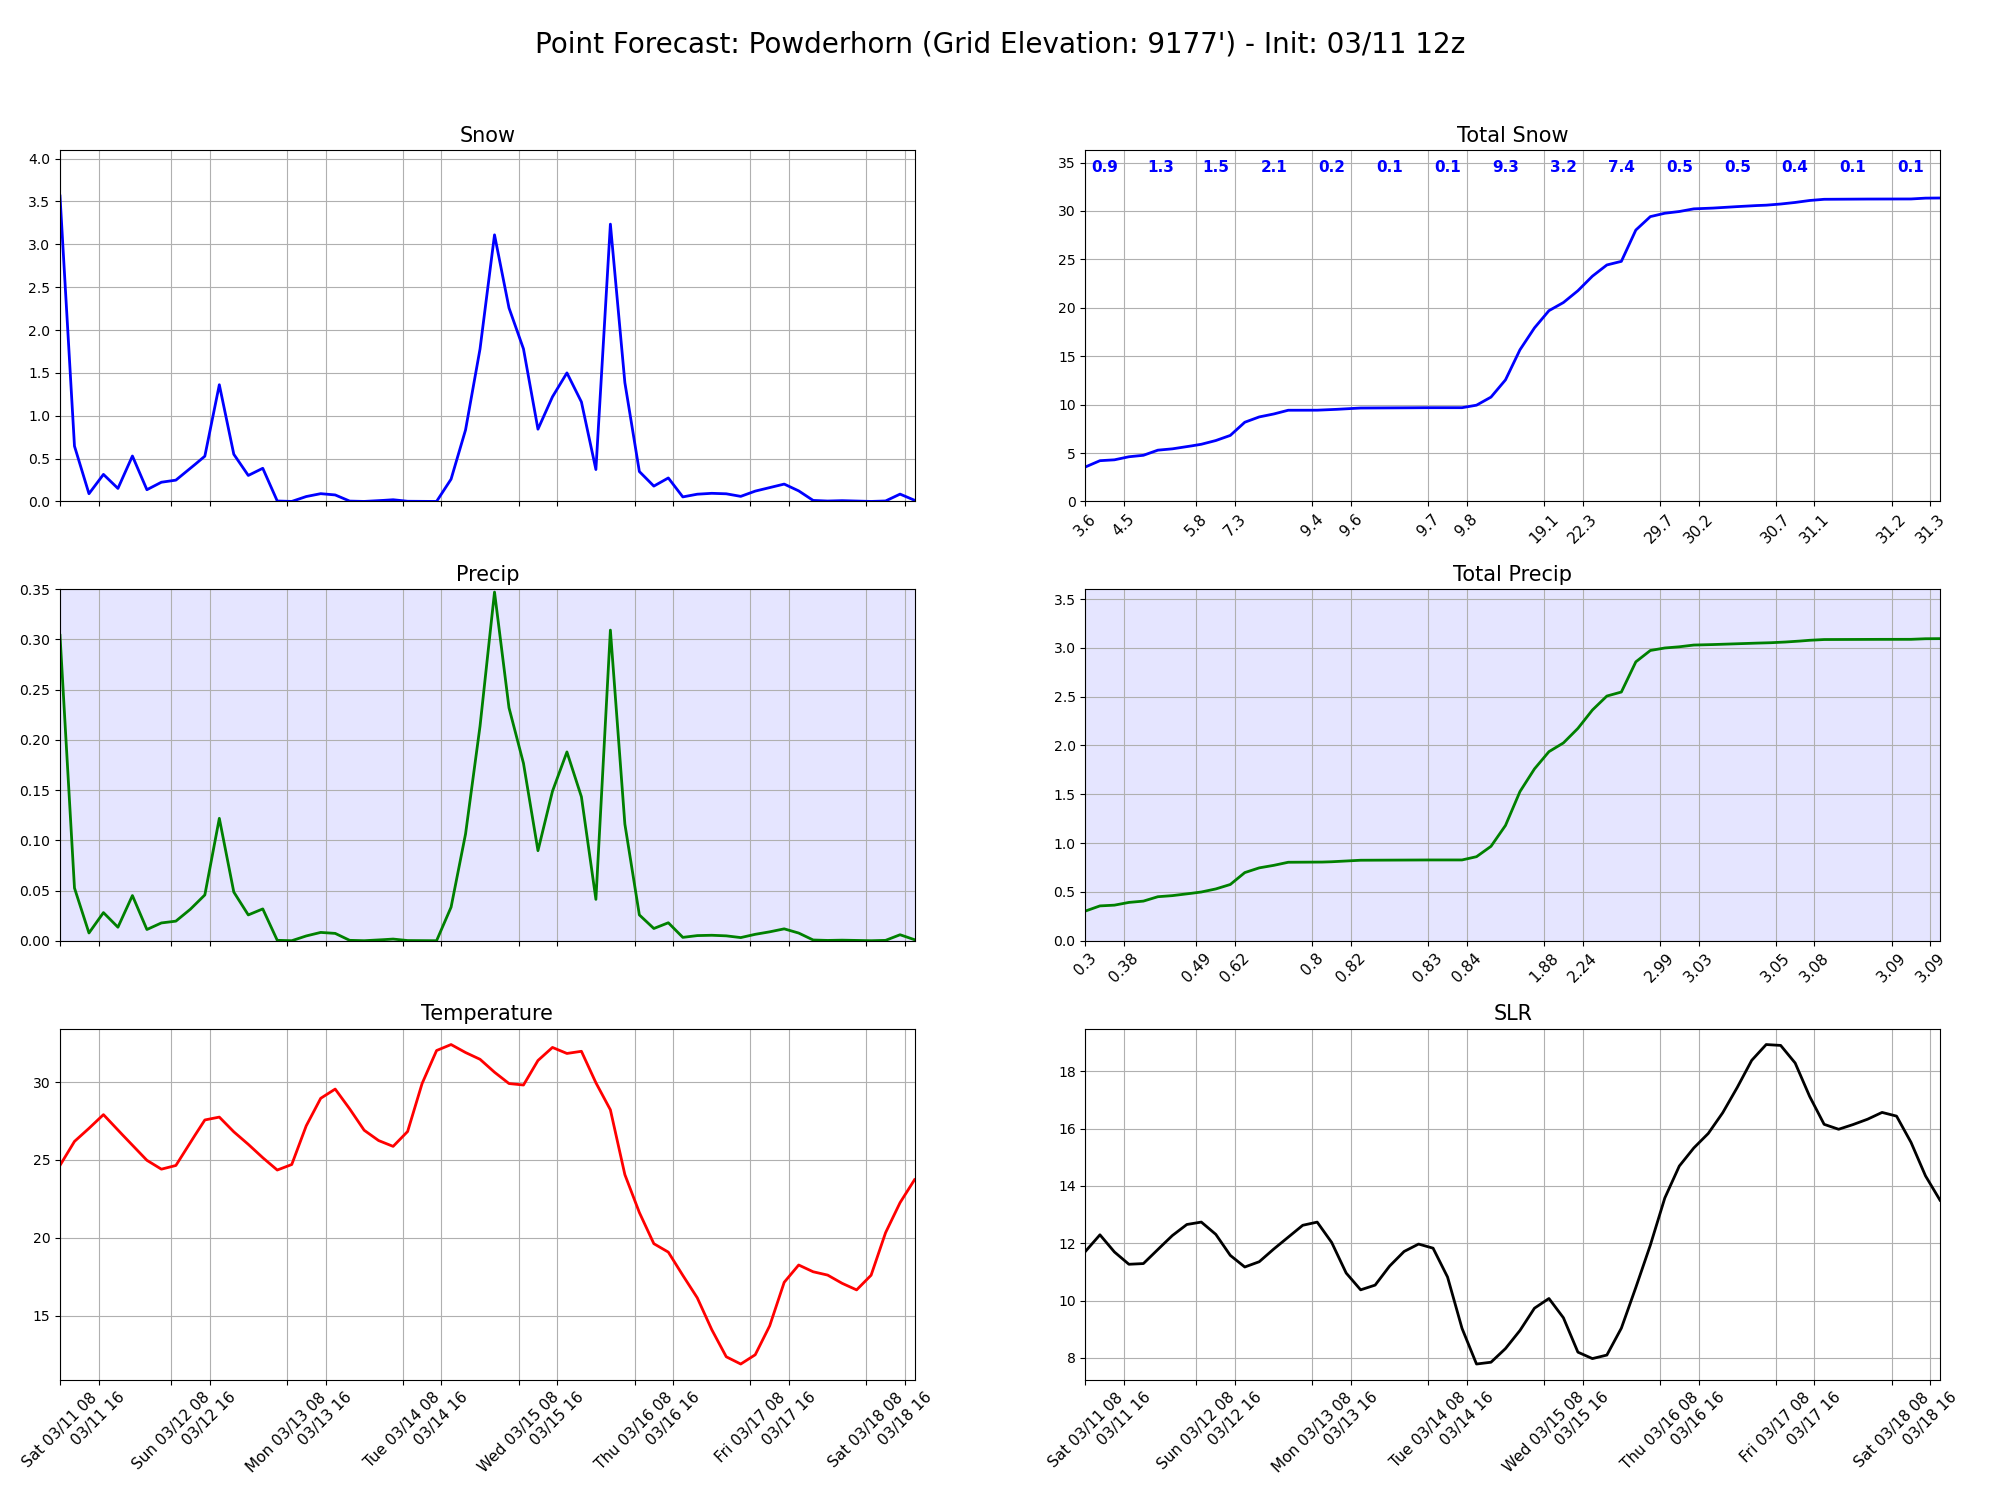 Point Forecast: Powderhorn (Grid Elevation: 9177') - Init: 03/11 12z
Snow
4.0
3.5
3.0
2.5
2.0
1.5
1.0
0.5
0.0
Total Snow
0.9 1.3 1.5 2.1 0.2 0.1 0.1 9.3 3.2 7.4 0.5 0.5 0.4 0.1 0.1
35
30
25
20
15
10
5
0
3.6 4.5 5.8 7.3 9.4 9.6 9.7 9.8 19.1 22.3 29.7 30.2 30.7 31.1 31.2 31.3
Precip
0.35
0.30
0.25
0.20
0.15
0.10
0.05
0.00
Total Precip
3.5
3.0
2.5
2.0
1.5
1.0
0.5
0.0
0.3 0.38 0.49 0.62 0.8 0.82 0.83 0.84 1.88 2.24 2.99 3.03 3.05 3.08 3.09 3.09
Temperature
30
25
20
15
Sat 03/11 08
03/11 16
Sun 03/12 08
03/12 16
Mon 03/13 08
03/13 16
Tue 03/14 08
03/14 16
Wed 03/15 08
03/15 16
Thu 03/16 08
03/16 16
Fri 03/17 08
03/17 16
Sat 03/18 08
03/18 16
SLR
18
16
14
12
10
8
Sat 03/11 08
03/11 16
Sun 03/12 08
03/12 16
Mon 03/13 08
03/13 16
Tue 03/14 08
03/14 16
Wed 03/15 08
03/15 16
Thu 03/16 08
03/16 16
Fri 03/17 08
03/17 16
Sat 03/18 08
03/18 16